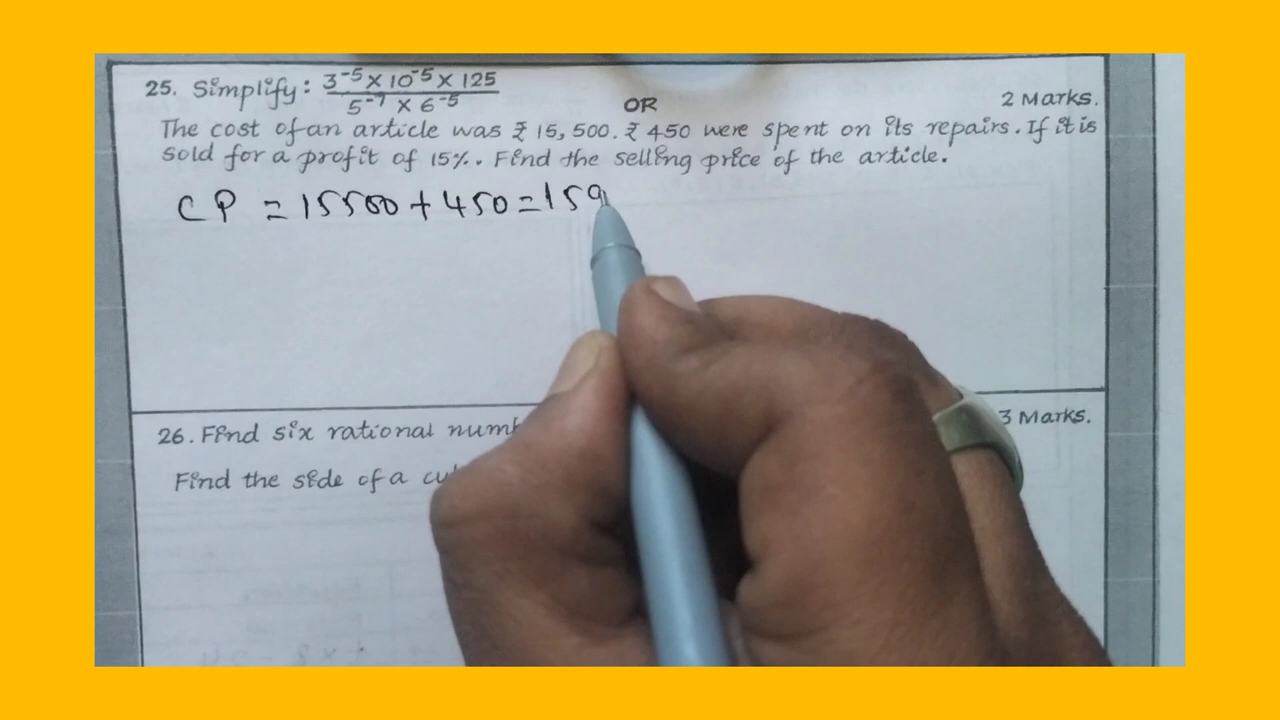 25. Simplify: 3⁻⁵ × 10⁻⁵ × 125 / 5⁻⁷ × 6⁻⁵
OR 2 Marks.
The cost of an article was ₹ 15,500. ₹ 450 were spent on its repairs. If it is
sold for a profit of 15%. Find the selling price of the article.
CP = 15500 + 450 = 159
26. Find six rational 3 Marks.
Find the side of a